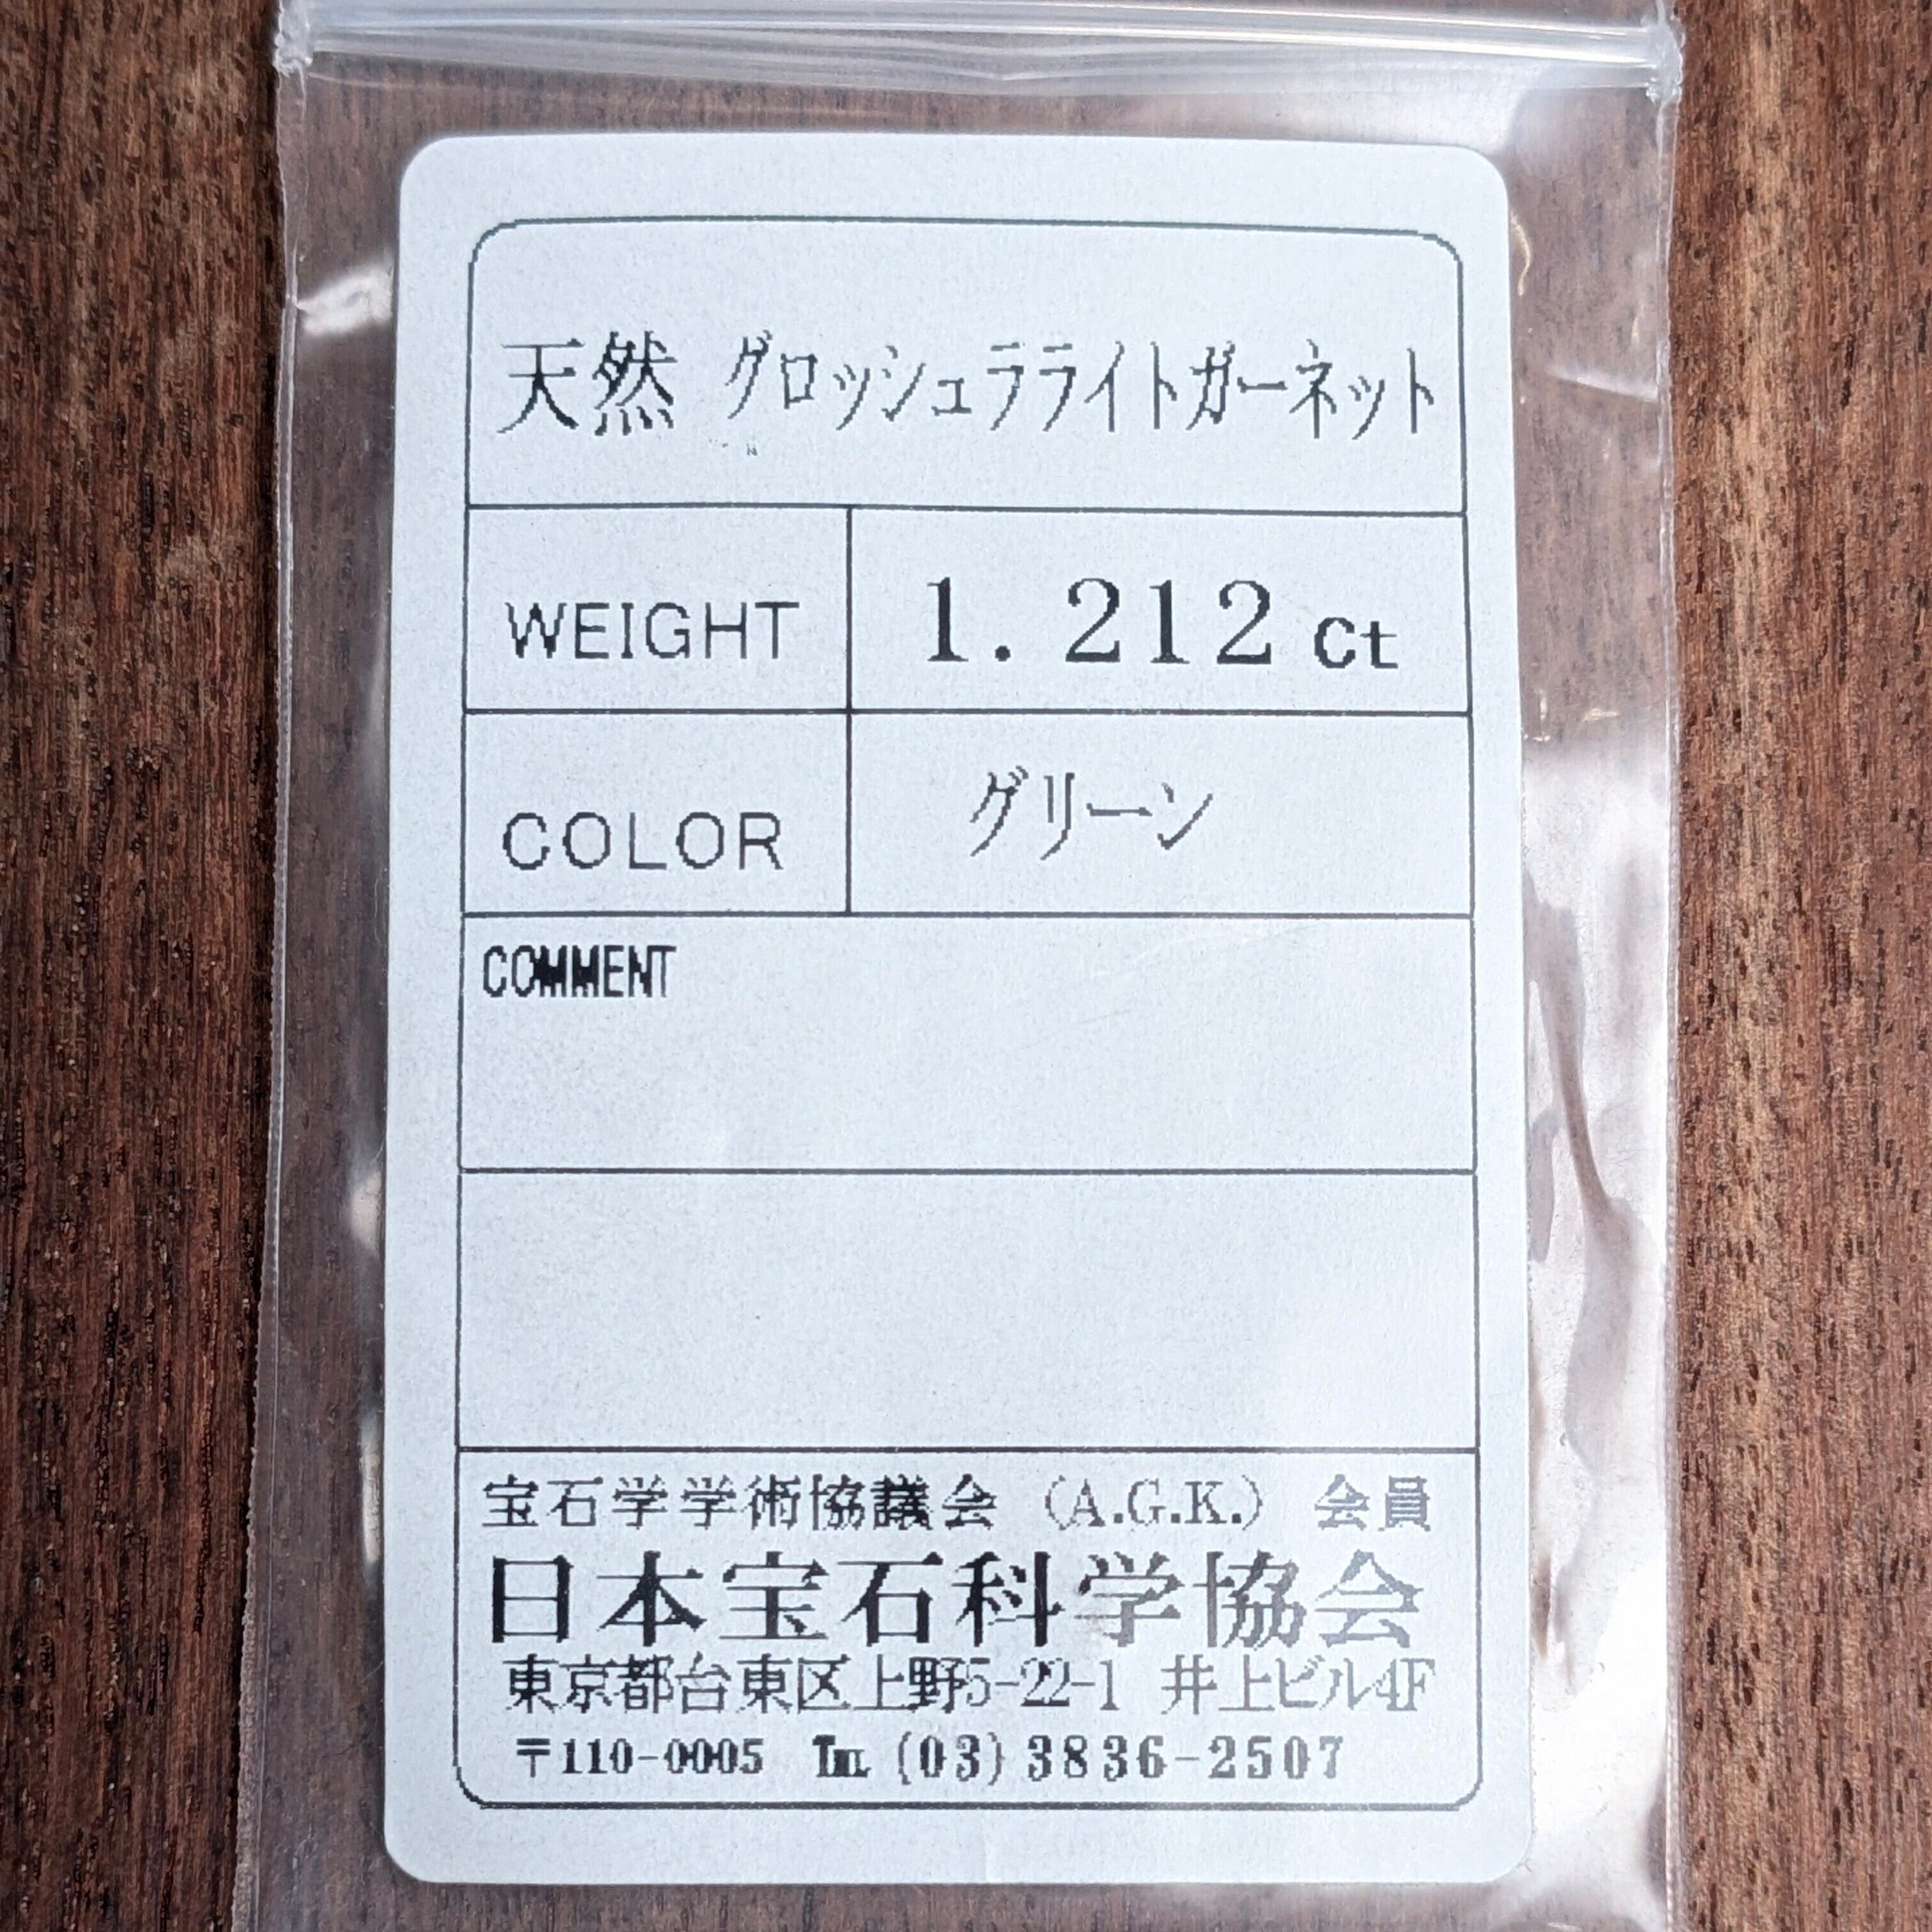 天然 グロッシュラライトガーネット
WEIGHT 1.212ct
COLOR グリーン
COMMENT
宝石学学術協議会（A.G.K.）会員
日本宝石科学協会
東京都台東区上野5-22-1 井上ビル4F
〒110-0005 TEL (03)3836-2507